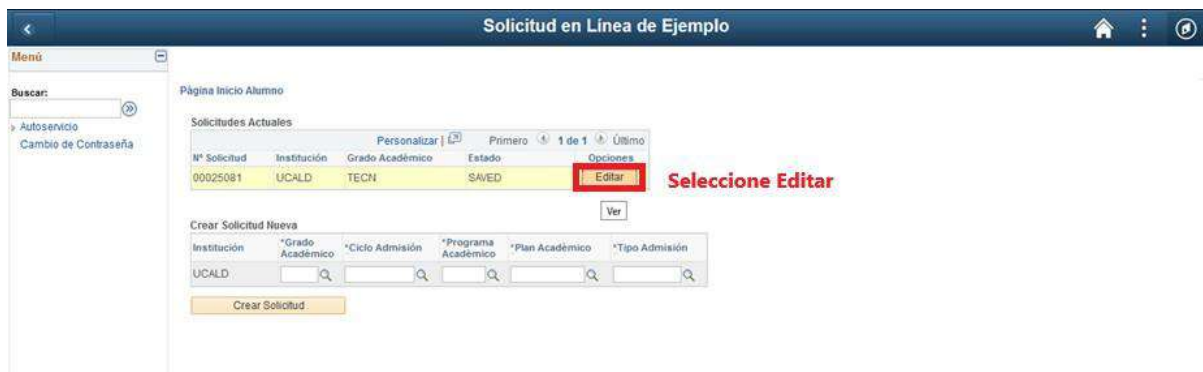 Solicitud en Línea de Ejemplo
Menú
Buscar:
Autoservicio
Cambio de Contraseña
Página Inicio Alumno
Solicitudes Actuales
Personalizar | Primero 1 de 1 Último
Nº Solicitud Institución Grado Académico Estado Opciones
00025081 UCALD TECN SAVED Editar
Seleccione Editar
Ver
Crear Solicitud Nueva
Institución *Grado Académico *Ciclo Admisión *Programa Académico *Plan Académico *Tipo Admisión
UCALD
Crear Solicitud